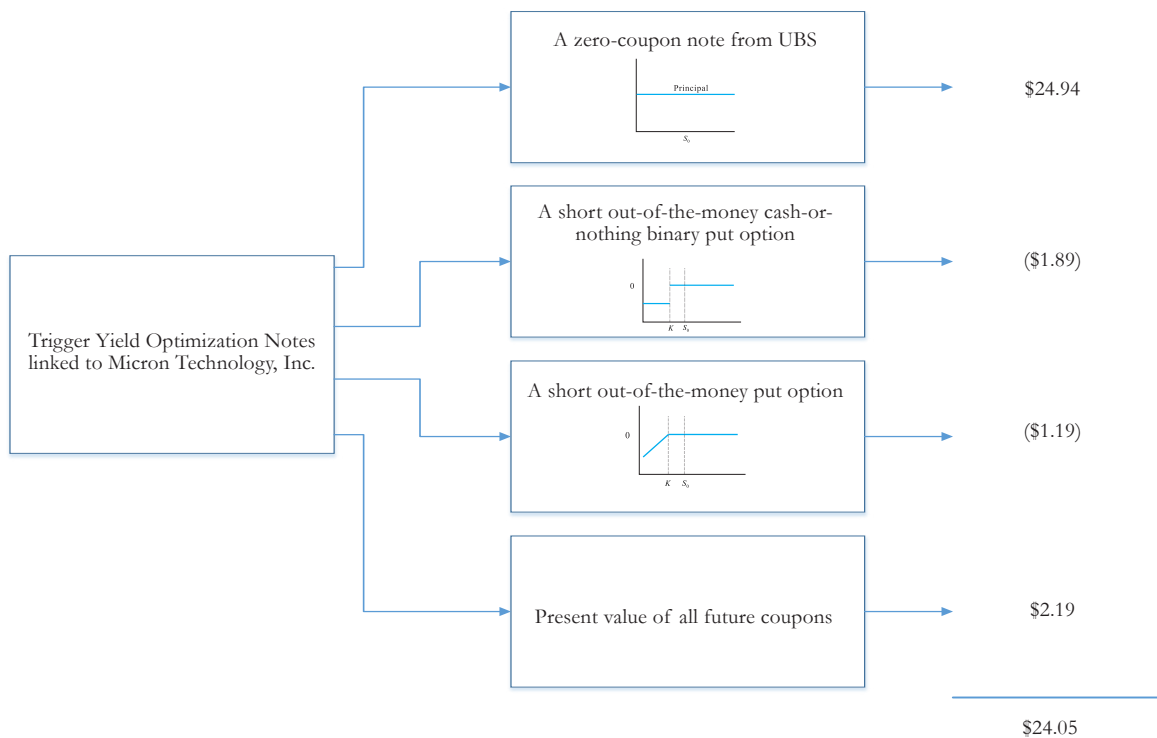 A zero-coupon note from UBS
Principal
S₀
$24.94
A short out-of-the-money cash-or-
nothing binary put option
0
K
S₀
($1.89)
Trigger Yield Optimization Notes
linked to Micron Technology, Inc.
A short out-of-the-money put option
0
K
S₀
($1.19)
Present value of all future coupons
$2.19
$24.05